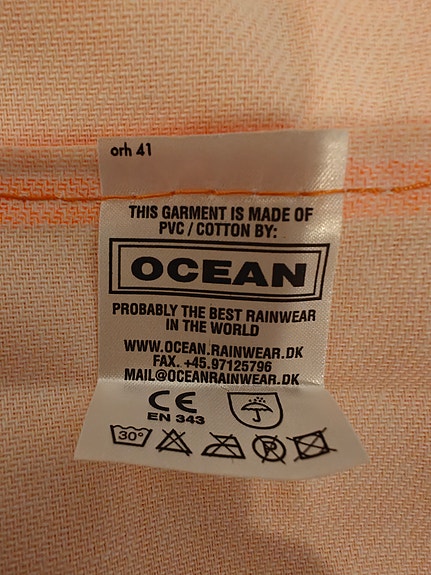 orh 41
THIS GARMENT IS MADE OF
PVC / COTTON BY:
OCEAN
PROBABLY THE BEST RAINWEAR
IN THE WORLD
WWW.OCEAN.RAINWEAR.DK
FAX. +45.97125796
MAIL@OCEANRAINWEAR.DK
CE
EN 343
30°
P